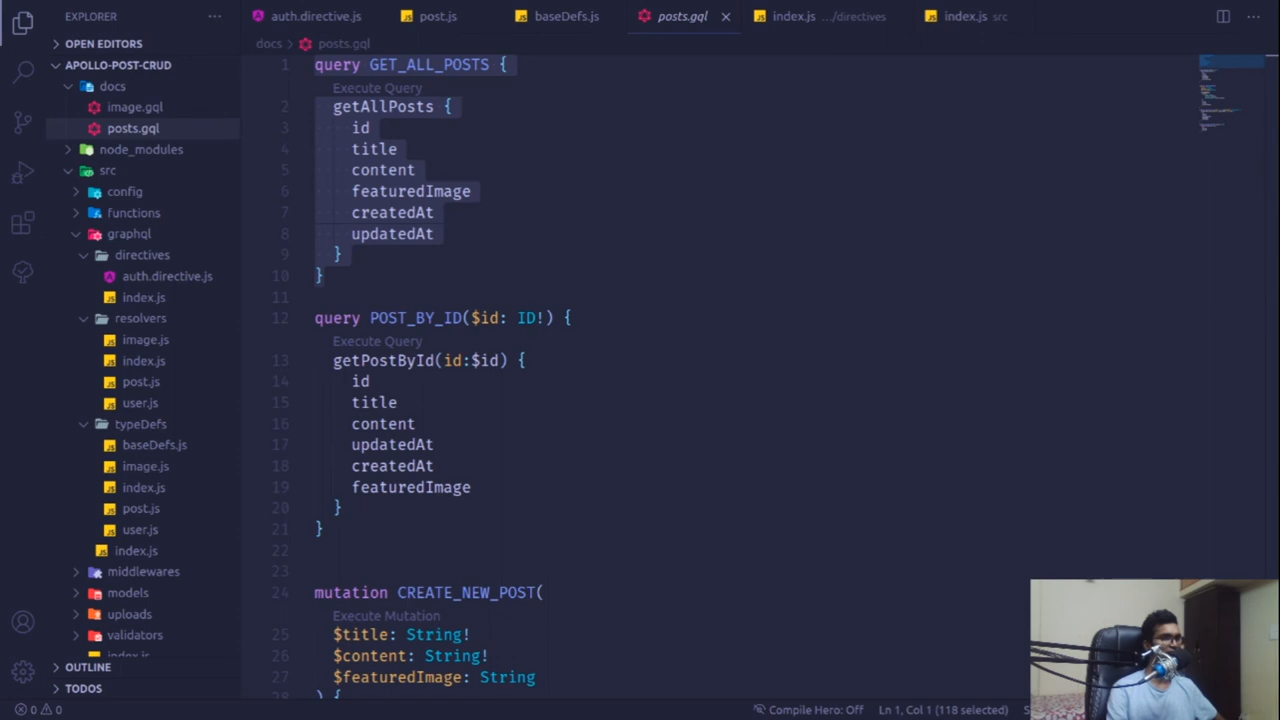 EXPLORER
OPEN EDITORS
APOLLO-POST-CRUD
docs
image.gql
posts.gql
node_modules
src
config
functions
graphql
directives
auth.directive.js
index.js
resolvers
image.js
index.js
post.js
user.js
typeDefs
baseDefs.js
image.js
index.js
post.js
user.js
index.js
middlewares
models
uploads
validators
index.js
OUTLINE
TODOS
auth.directive.js post.js baseDefs.js posts.gql index.js .../directives index.js src
docs posts.gql
1 query GET_ALL_POSTS {
Execute Query
2 getAllPosts {
3 id
4 title
5 content
6 featuredImage
7 createdAt
8 updatedAt
9 }
10 }
11
12 query POST_BY_ID($id: ID!) {
Execute Query
13 getPostById(id:$id) {
14 id
15 title
16 content
17 updatedAt
18 createdAt
19 featuredImage
20 }
21 }
22
23
24 mutation CREATE_NEW_POST(
Execute Mutation
25 $title: String!
26 $content: String!
27 $featuredImage: String
28 ) {
0 0 Compile Hero: Off Ln 1, Col 1 (118 selected)